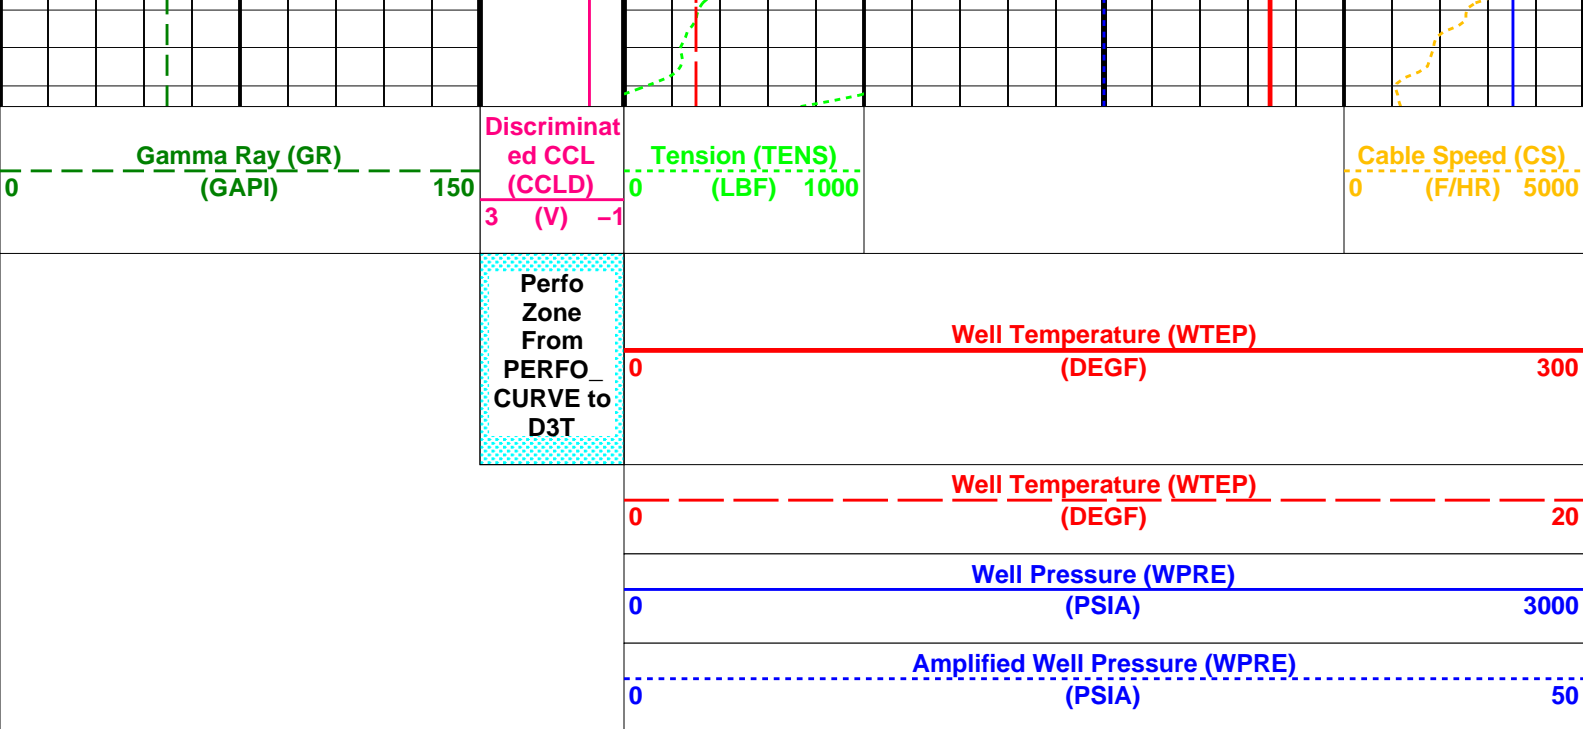 Gamma Ray (GR)
0 (GAPI) 150
Discriminat
ed CCL
(CCLD)
3 (V) −1
Tension (TENS)
0 (LBF) 1000
Cable Speed (CS)
0 (F/HR) 5000
Perfo
Zone
From
PERFO_
CURVE to
D3T
Well Temperature (WTEP)
0 (DEGF) 300
Well Temperature (WTEP)
0 (DEGF) 20
Well Pressure (WPRE)
0 (PSIA) 3000
Amplified Well Pressure (WPRE)
0 (PSIA) 50